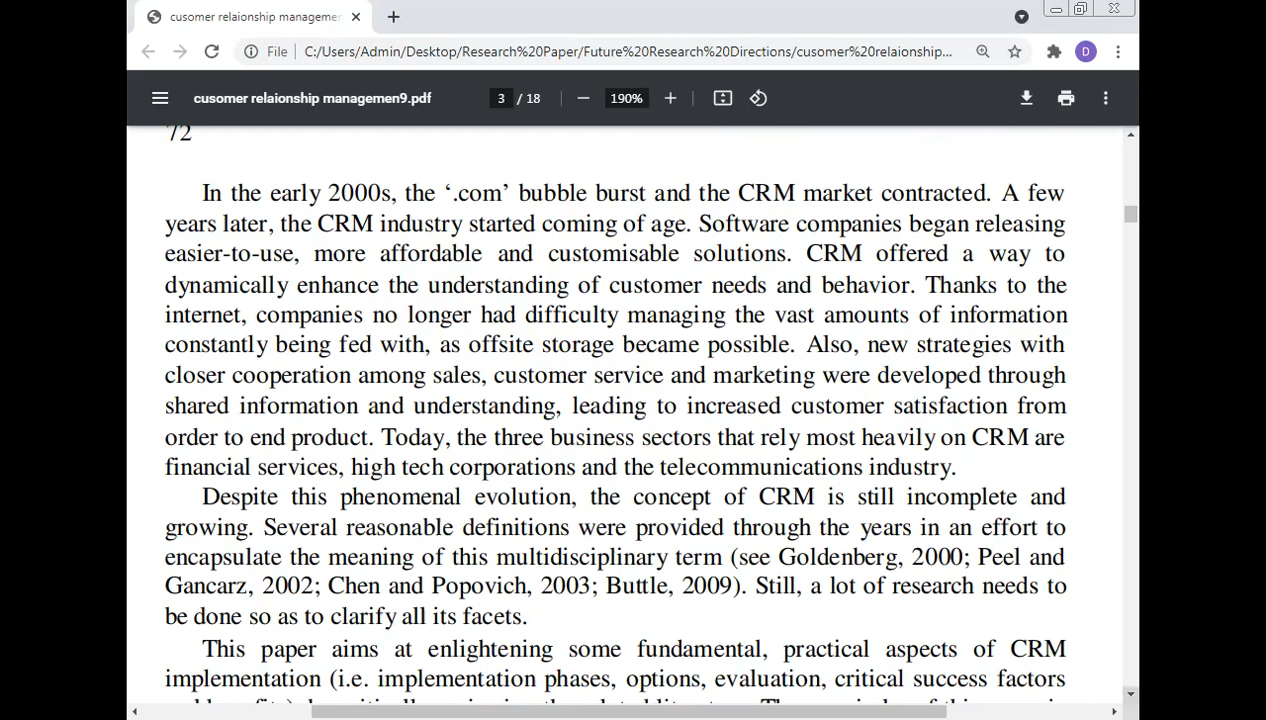 cusomer relaionship managemer
File C:/Users/Admin/Desktop/Research%20Paper/Future%20Research%20Directions/cusomer%20relaionship... D
cusomer relaionship managemen9.pdf 3 / 18 190%
72
In the early 2000s, the ‘.com’ bubble burst and the CRM market contracted. A few
years later, the CRM industry started coming of age. Software companies began releasing
easier-to-use, more affordable and customisable solutions. CRM offered a way to
dynamically enhance the understanding of customer needs and behavior. Thanks to the
internet, companies no longer had difficulty managing the vast amounts of information
constantly being fed with, as offsite storage became possible. Also, new strategies with
closer cooperation among sales, customer service and marketing were developed through
shared information and understanding, leading to increased customer satisfaction from
order to end product. Today, the three business sectors that rely most heavily on CRM are
financial services, high tech corporations and the telecommunications industry.
Despite this phenomenal evolution, the concept of CRM is still incomplete and
growing. Several reasonable definitions were provided through the years in an effort to
encapsulate the meaning of this multidisciplinary term (see Goldenberg, 2000; Peel and
Gancarz, 2002; Chen and Popovich, 2003; Buttle, 2009). Still, a lot of research needs to
be done so as to clarify all its facets.
This paper aims at enlightening some fundamental, practical aspects of CRM
implementation (i.e. implementation phases, options, evaluation, critical success factors